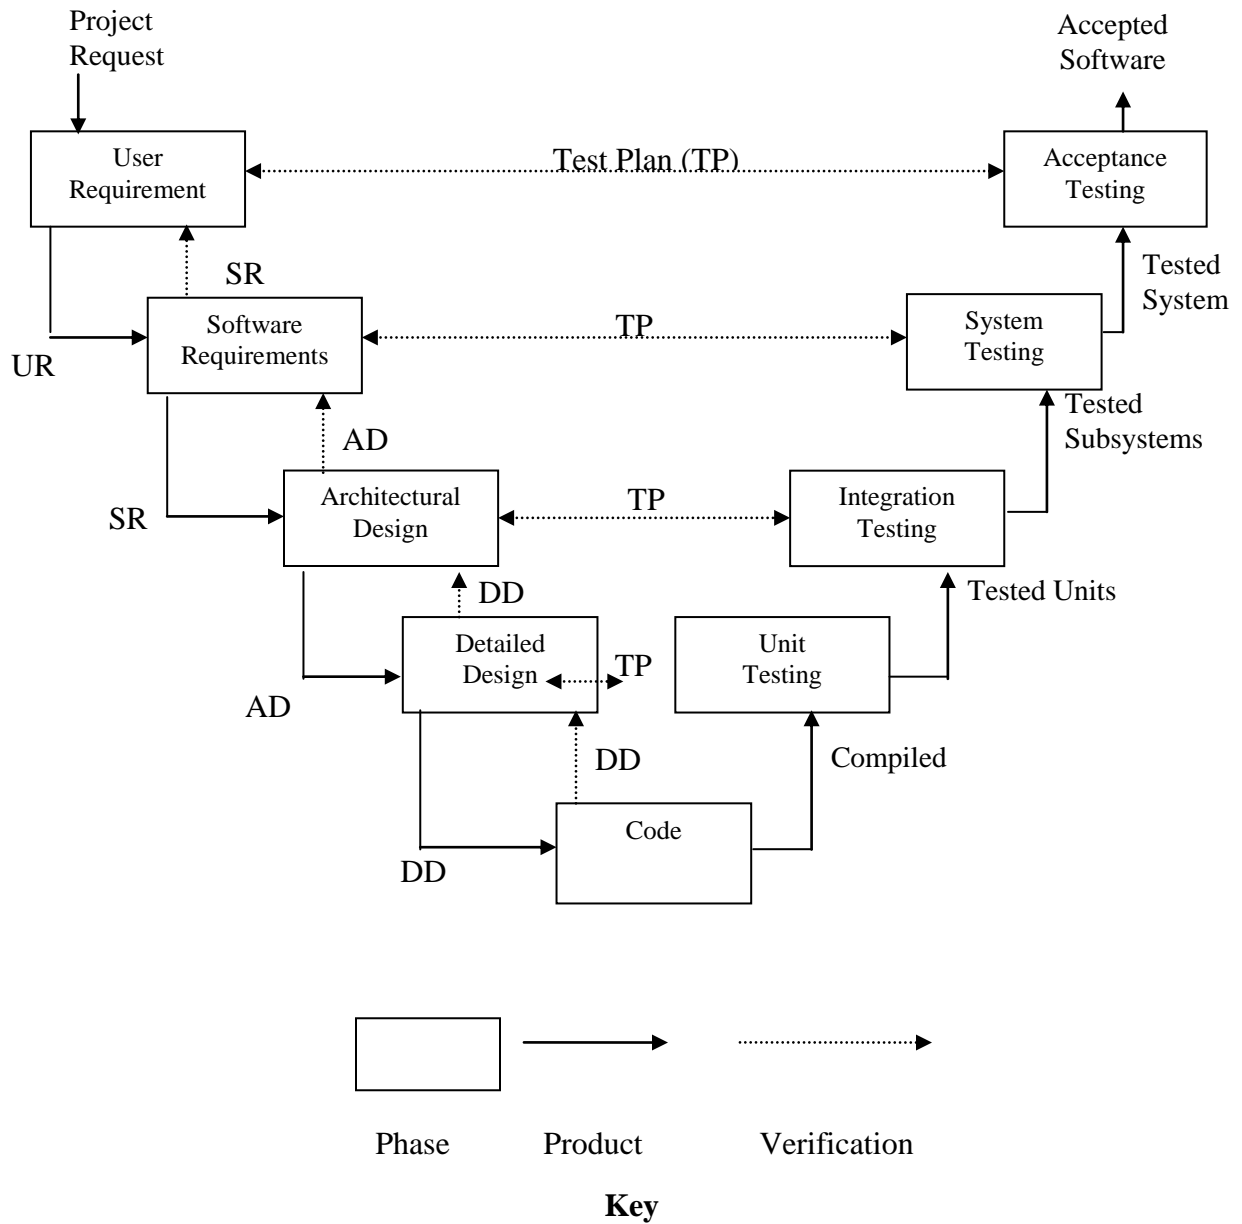 Project
Request
Accepted
Software
User
Requirement
Test Plan (TP)
Acceptance
Testing
SR
Tested
System
UR
Software
Requirements
TP
System
Testing
AD
Tested
Subsystems
SR
Architectural
Design
TP
Integration
Testing
DD
Tested Units
AD
Detailed
Design
TP
Unit
Testing
DD
Compiled
DD
Code
Phase
Product
Verification
Key